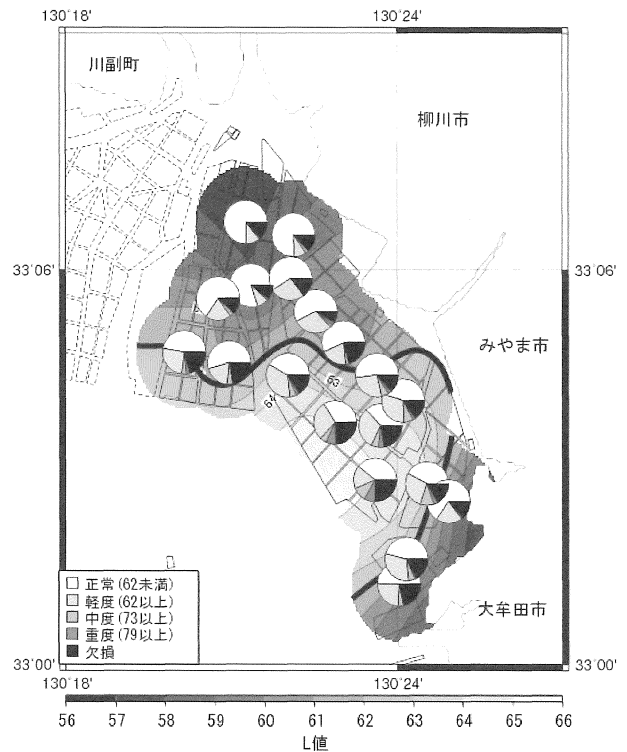 130˚18' 130˚24'
川副町
柳川市
33˚06' 33˚06'
みやま市
63
64
正常(62未満)
軽度(62以上)
中度(73以上)
重度(79以上)
欠損
大牟田市
33˚00' 33˚00'
130˚18' 130˚24'
56 57 58 59 60 61 62 63 64 65 66
L値